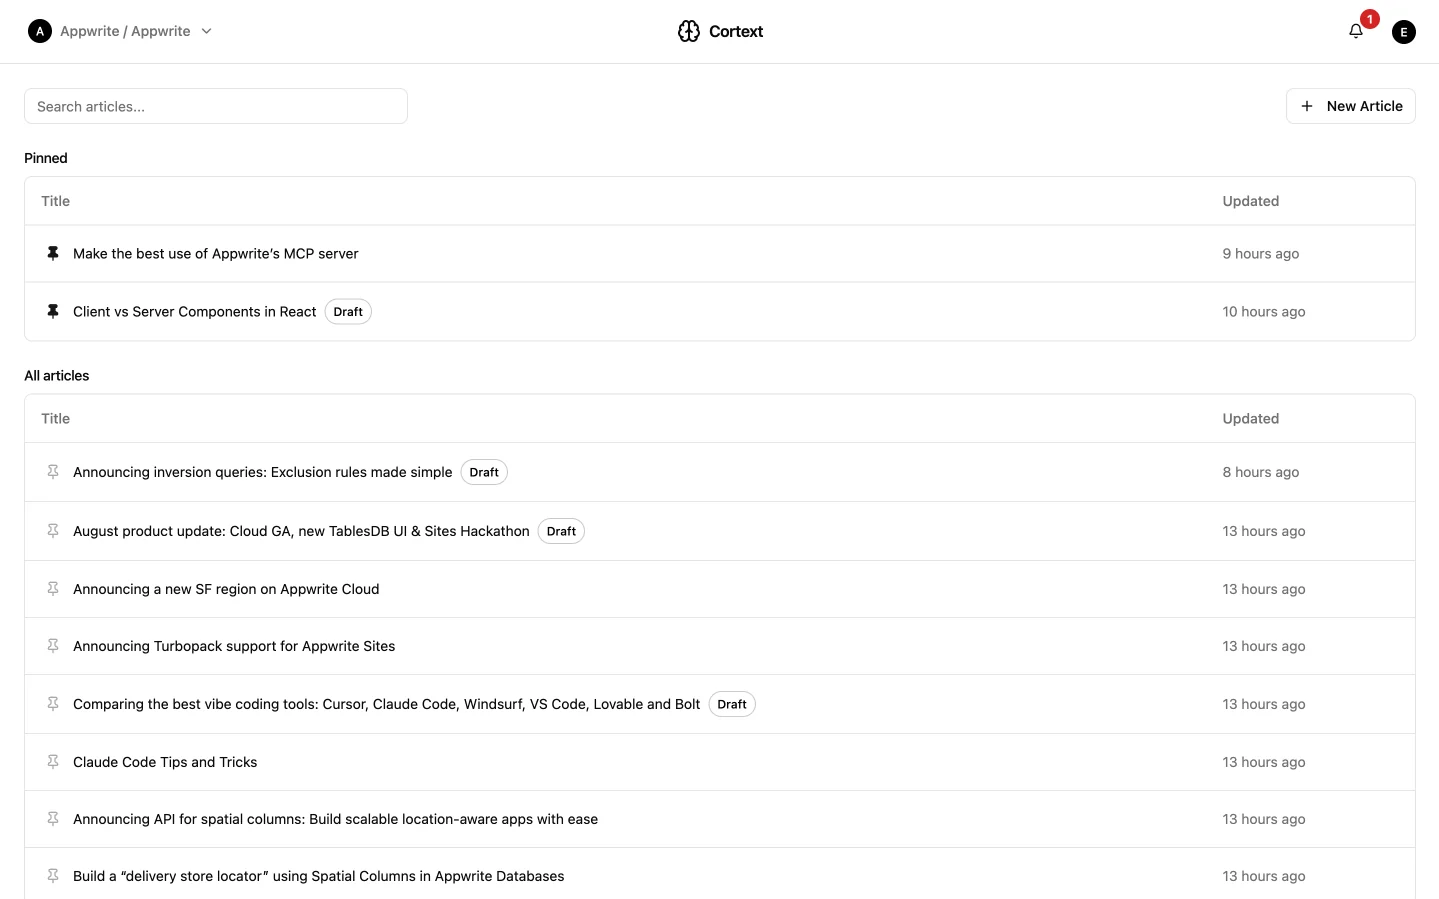 A Appwrite / Appwrite
Cortext
1
E
Search articles...
+ New Article
Pinned
Title Updated
Make the best use of Appwrite’s MCP server 9 hours ago
Client vs Server Components in React Draft 10 hours ago
All articles
Title Updated
Announcing inversion queries: Exclusion rules made simple Draft 8 hours ago
August product update: Cloud GA, new TablesDB UI & Sites Hackathon Draft 13 hours ago
Announcing a new SF region on Appwrite Cloud 13 hours ago
Announcing Turbopack support for Appwrite Sites 13 hours ago
Comparing the best vibe coding tools: Cursor, Claude Code, Windsurf, VS Code, Lovable and Bolt Draft 13 hours ago
Claude Code Tips and Tricks 13 hours ago
Announcing API for spatial columns: Build scalable location-aware apps with ease 13 hours ago
Build a “delivery store locator” using Spatial Columns in Appwrite Databases 13 hours ago